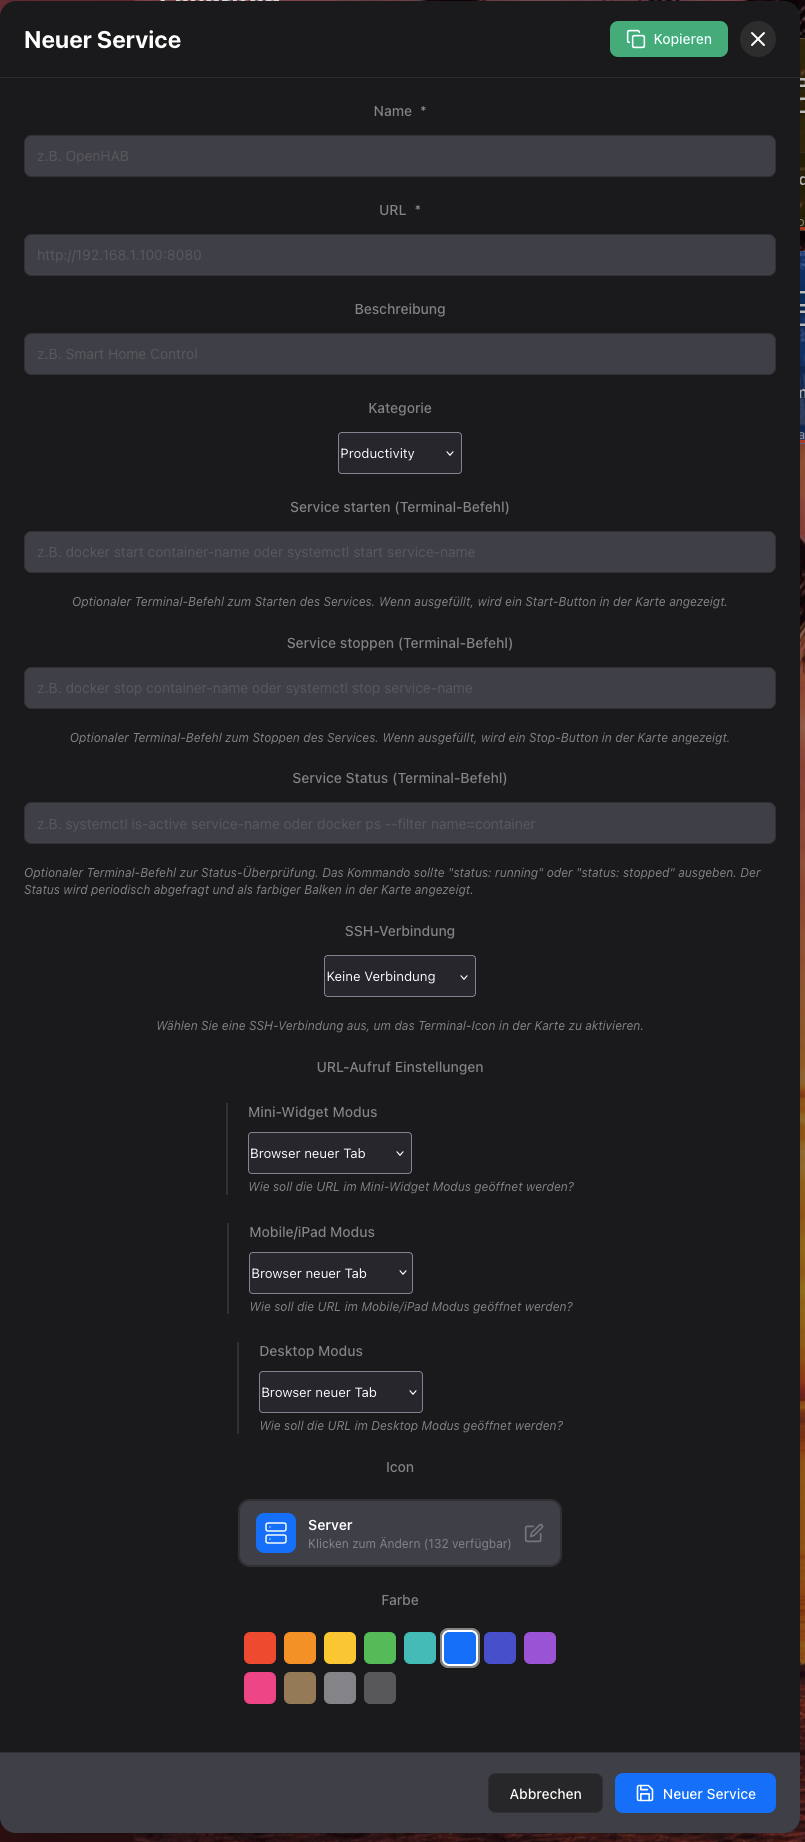 Neuer Service
Kopieren
Name *
z.B. OpenHAB
URL *
http://192.168.1.100:8080
Beschreibung
z.B. Smart Home Control
Kategorie
Productivity
Service starten (Terminal-Befehl)
z.B. docker start container-name oder systemctl start service-name
Optionaler Terminal-Befehl zum Starten des Services. Wenn ausgefüllt, wird ein Start-Button in der Karte angezeigt.
Service stoppen (Terminal-Befehl)
z.B. docker stop container-name oder systemctl stop service-name
Optionaler Terminal-Befehl zum Stoppen des Services. Wenn ausgefüllt, wird ein Stop-Button in der Karte angezeigt.
Service Status (Terminal-Befehl)
z.B. systemctl is-active service-name oder docker ps --filter name=container
Optionaler Terminal-Befehl zur Status-Überprüfung. Das Kommando sollte "status: running" oder "status: stopped" ausgeben. Der
Status wird periodisch abgefragt und als farbiger Balken in der Karte angezeigt.
SSH-Verbindung
Keine Verbindung
Wählen Sie eine SSH-Verbindung aus, um das Terminal-Icon in der Karte zu aktivieren.
URL-Aufruf Einstellungen
Mini-Widget Modus
Browser neuer Tab
Wie soll die URL im Mini-Widget Modus geöffnet werden?
Mobile/iPad Modus
Browser neuer Tab
Wie soll die URL im Mobile/iPad Modus geöffnet werden?
Desktop Modus
Browser neuer Tab
Wie soll die URL im Desktop Modus geöffnet werden?
Icon
Server
Klicken zum Ändern (132 verfügbar)
Farbe
Abbrechen
Neuer Service